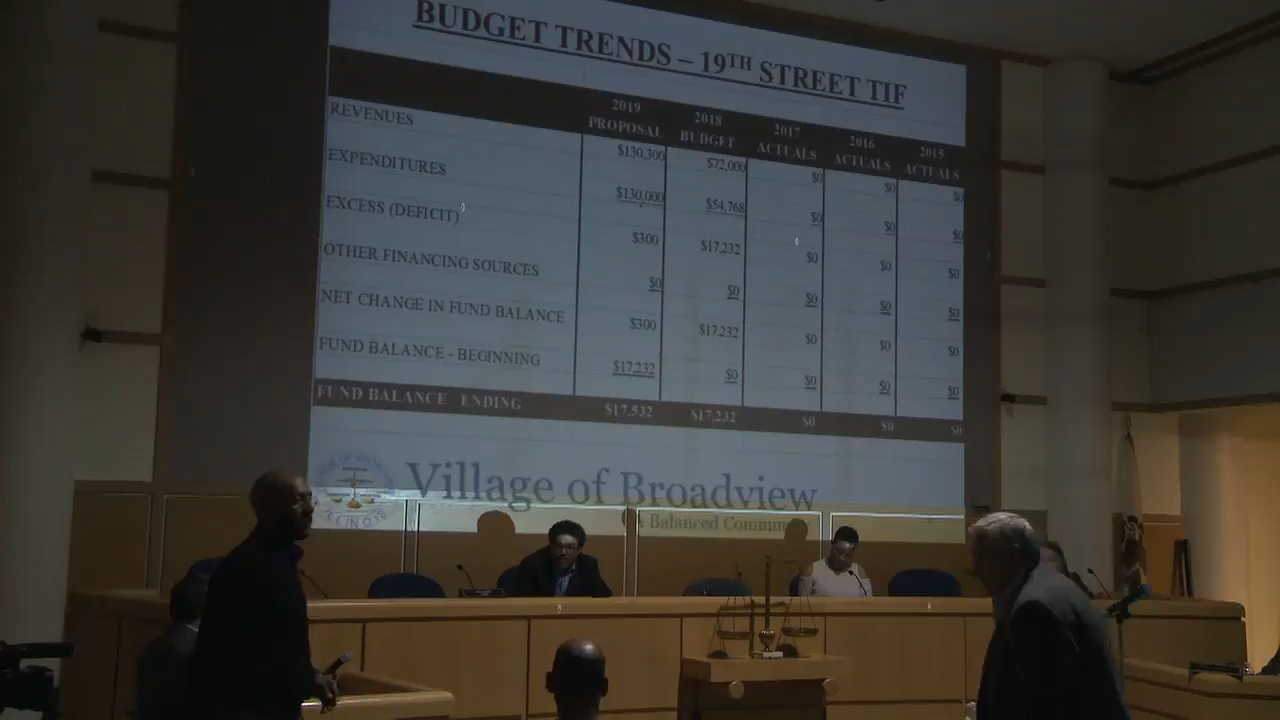 BUDGET TRENDS – 19TH STREET TIF
2019 PROPOSAL 2018 BUDGET 2017 ACTUALS 2016 ACTUALS 2015 ACTUALS
REVENUES $130,300 $72,000 $0 $0 $0
EXPENDITURES $130,000 $54,768 $0 $0 $0
EXCESS (DEFICIT) $300 $17,232 $0 $0 $0
OTHER FINANCING SOURCES $0 $0 $0 $0 $0
NET CHANGE IN FUND BALANCE $300 $17,232 $0 $0 $0
FUND BALANCE - BEGINNING $17,232 $0 $0 $0 $0
FUND BALANCE ENDING $17,532 $17,232 $0 $0 $0
Village of Broadview
A Balanced
ILLINOIS